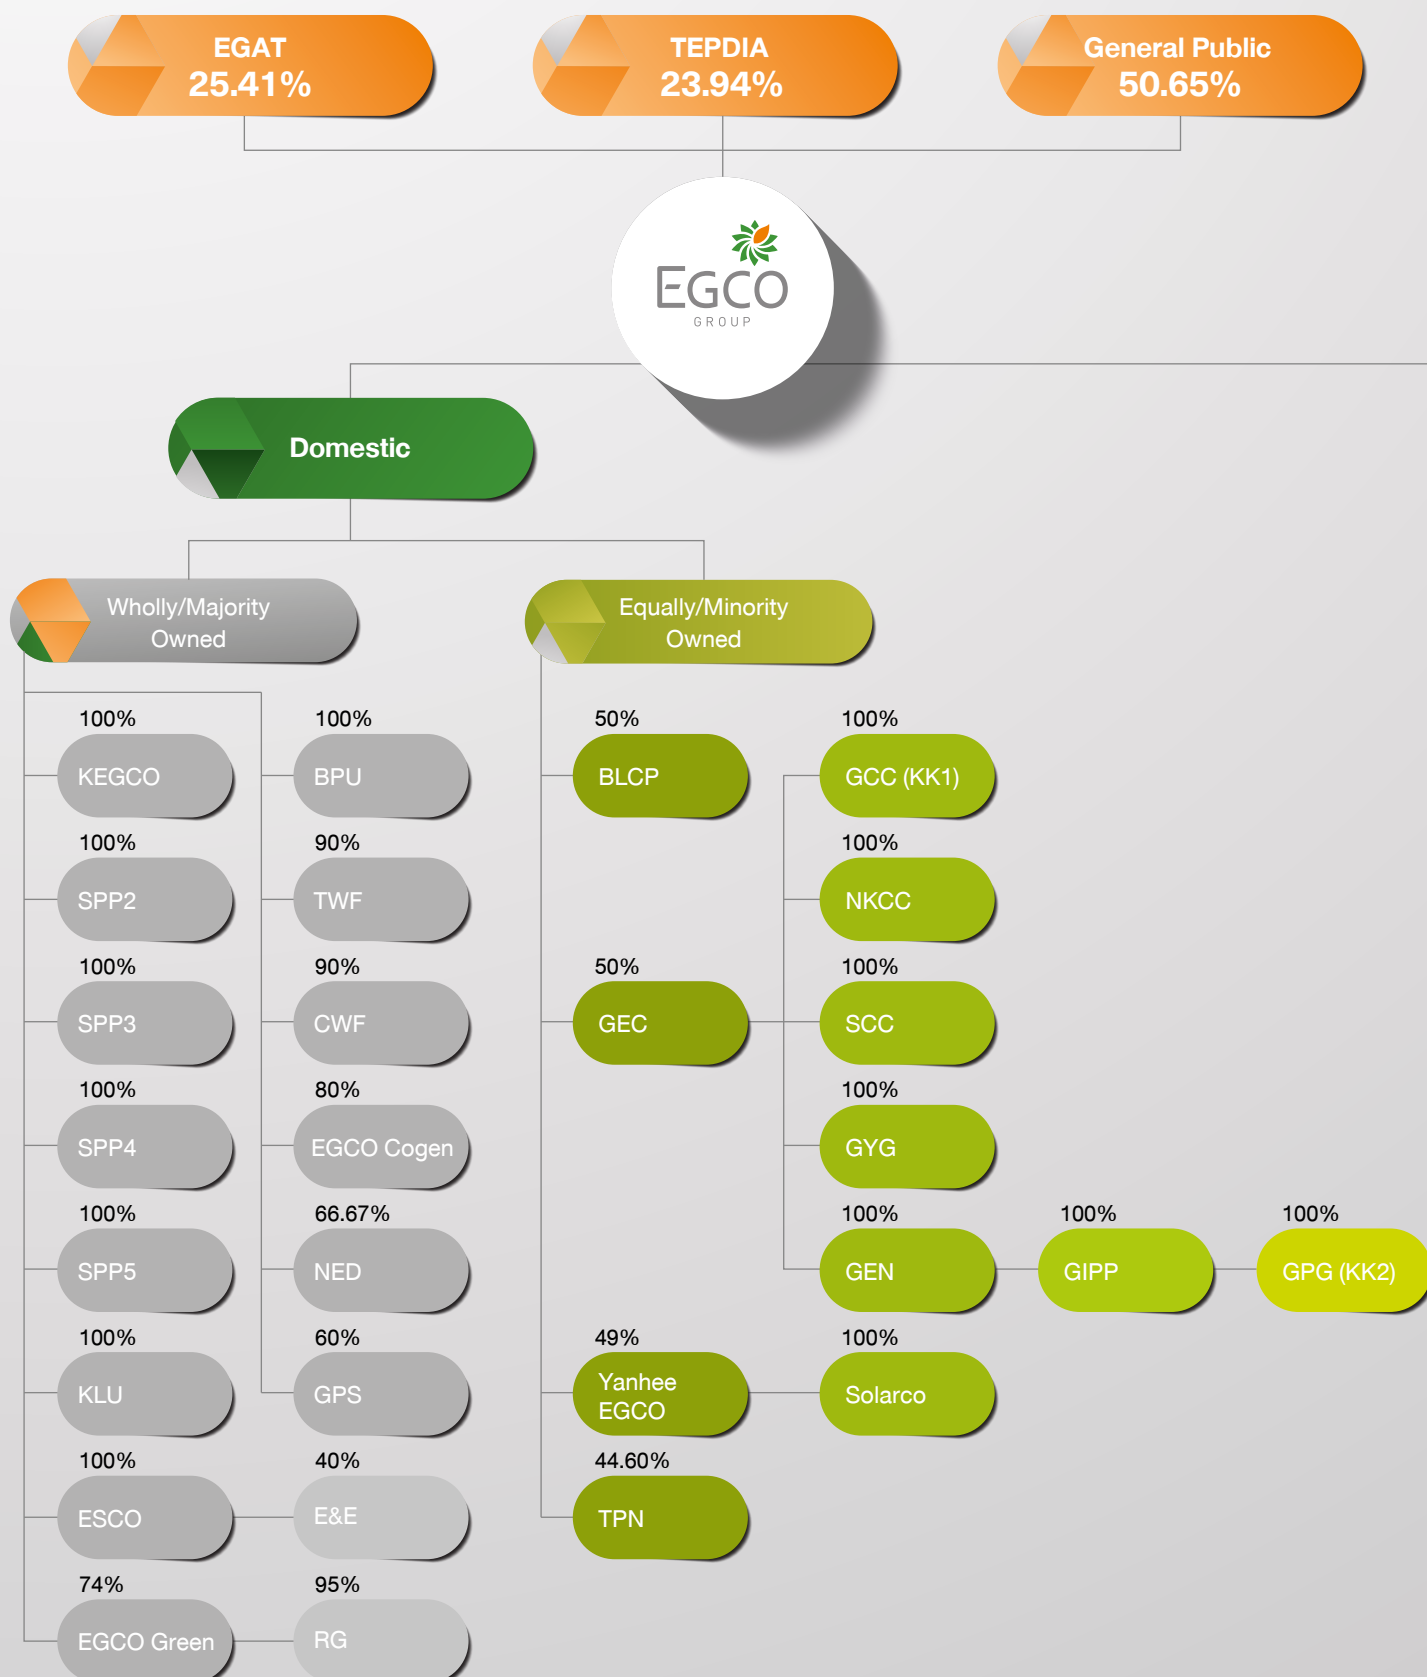 EGAT
25.41%
TEPDIA
23.94%
General Public
50.65%
EGCO
GROUP
Domestic
Wholly/Majority
Owned
Equally/Minority
Owned
100%
KEGCO
100%
BPU
50%
BLCP
100%
GCC (KK1)
100%
SPP2
90%
TWF
100%
NKCC
100%
SPP3
90%
CWF
50%
GEC
100%
SCC
100%
SPP4
80%
EGCO Cogen
100%
GYG
100%
SPP5
66.67%
NED
100%
GEN
100%
GIPP
100%
GPG (KK2)
100%
KLU
60%
GPS
49%
Yanhee
EGCO
100%
Solarco
100%
ESCO
40%
E&E
44.60%
TPN
74%
EGCO Green
95%
RG